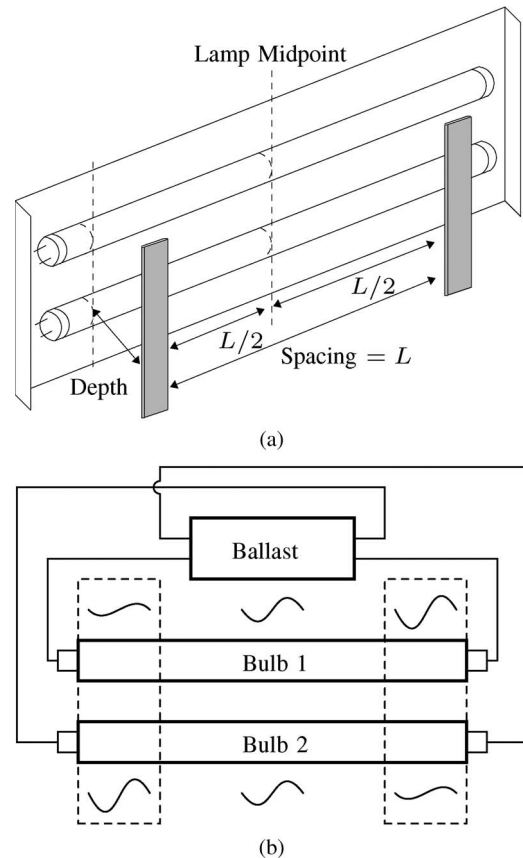 Lamp Midpoint
L/2
L/2
Spacing = L
Depth
(a)
Ballast
Bulb 1
Bulb 2
(b)